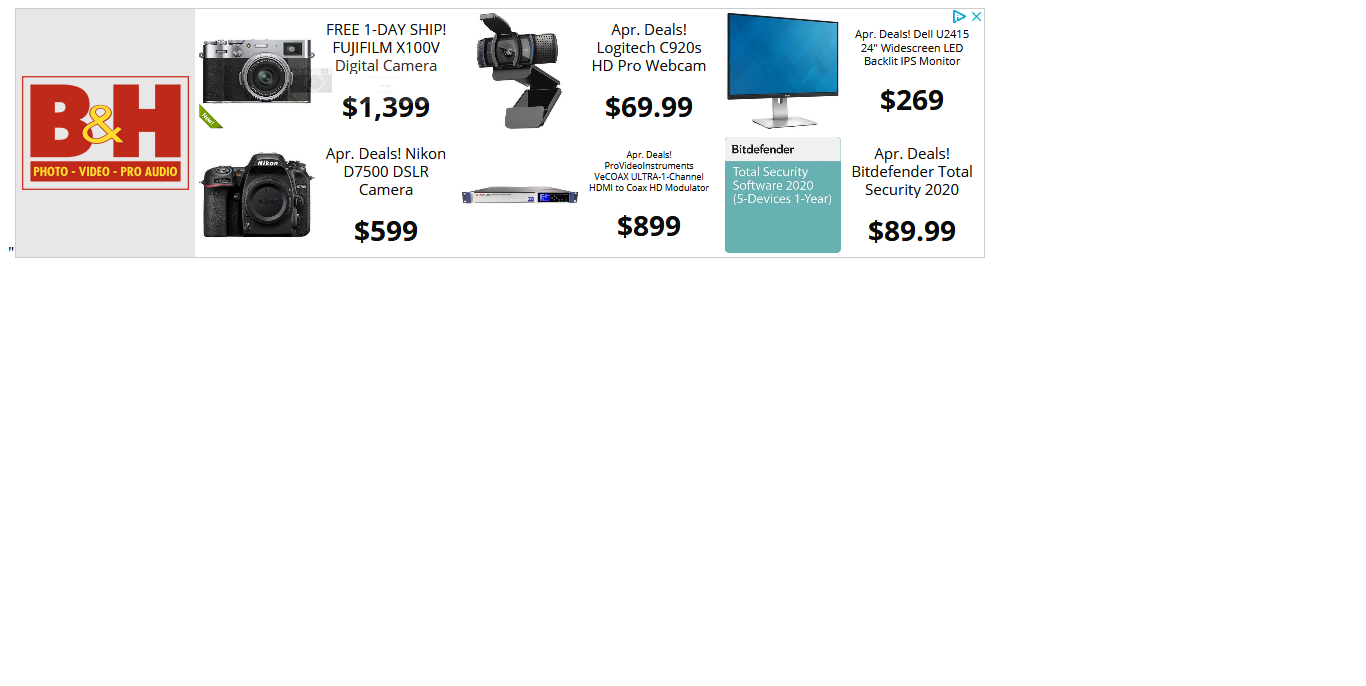 B&H
PHOTO - VIDEO - PRO AUDIO
FREE 1-DAY SHIP!
FUJIFILM X100V
Digital Camera
$1,399
New!
Apr. Deals!
Logitech C920s
HD Pro Webcam
$69.99
Apr. Deals! Dell U2415
24" Widescreen LED
Backlit IPS Monitor
$269
Nikon
Apr. Deals! Nikon
D7500 DSLR
Camera
$599
Apr. Deals!
ProVideoInstruments
VeCOAX ULTRA-1-Channel
HDMI to Coax HD Modulator
$899
Bitdefender
Total Security
Software 2020
(5-Devices 1-Year)
Apr. Deals!
Bitdefender Total
Security 2020
$89.99
"